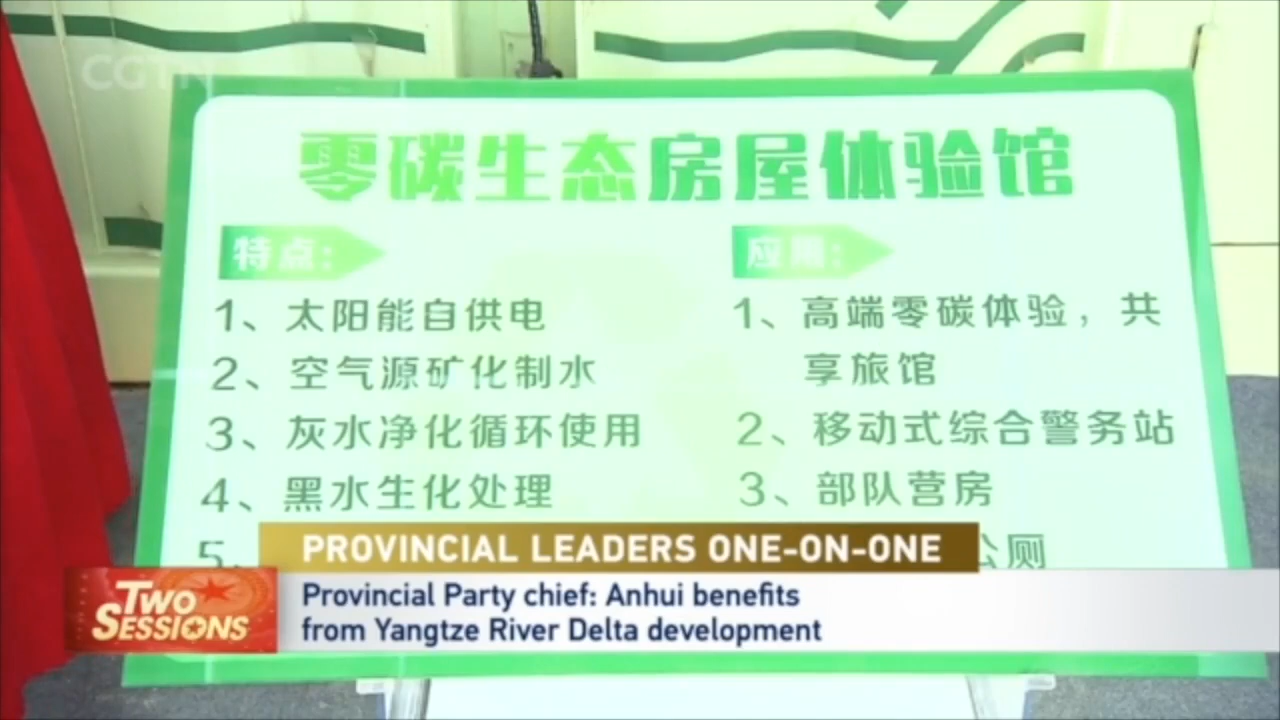 CGTN
零碳生态房屋体验馆
特点:
1、太阳能自供电
2、空气源矿化制水
3、灰水净化循环使用
4、黑水生化处理
5、
应用:
1、高端零碳体验，共
享旅馆
2、移动式综合警务站
3、部队营房
公厕
PROVINCIAL LEADERS ONE-ON-ONE
TWO
SESSIONS
Provincial Party chief: Anhui benefits
from Yangtze River Delta development